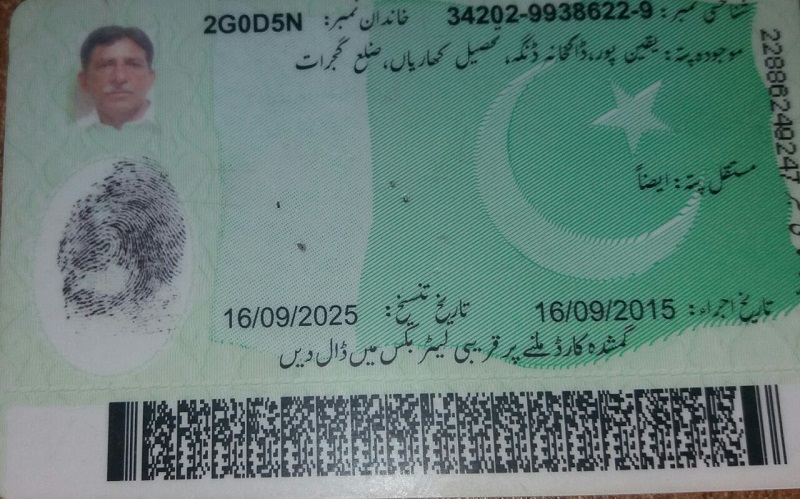 شناختی نمبر: 34202-9938622-9 خاندان نمبر: 2G0D5N
موجودہ پتہ: یقین پور، ڈاکخانہ ڈنگہ، تحصیل کھاریاں، ضلع گجرات
مستقل پتہ: ایضاً
تاریخ اجراء: 16/09/2015 تاریخ تنسیخ: 16/09/2025
گمشدہ کارڈ ملنے پر قریبی لیٹر بکس میں ڈال دیں